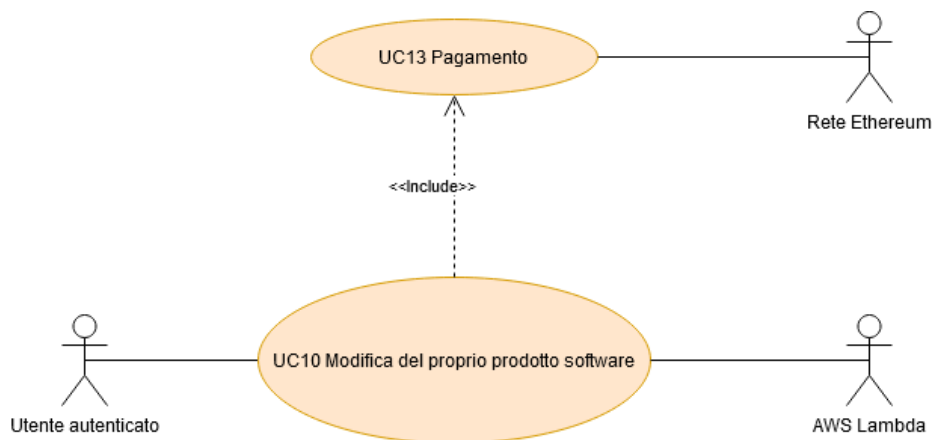 UC13 Pagamento
Rete Ethereum
<<Include>>
UC10 Modifica del proprio prodotto software
Utente autenticato
AWS Lambda